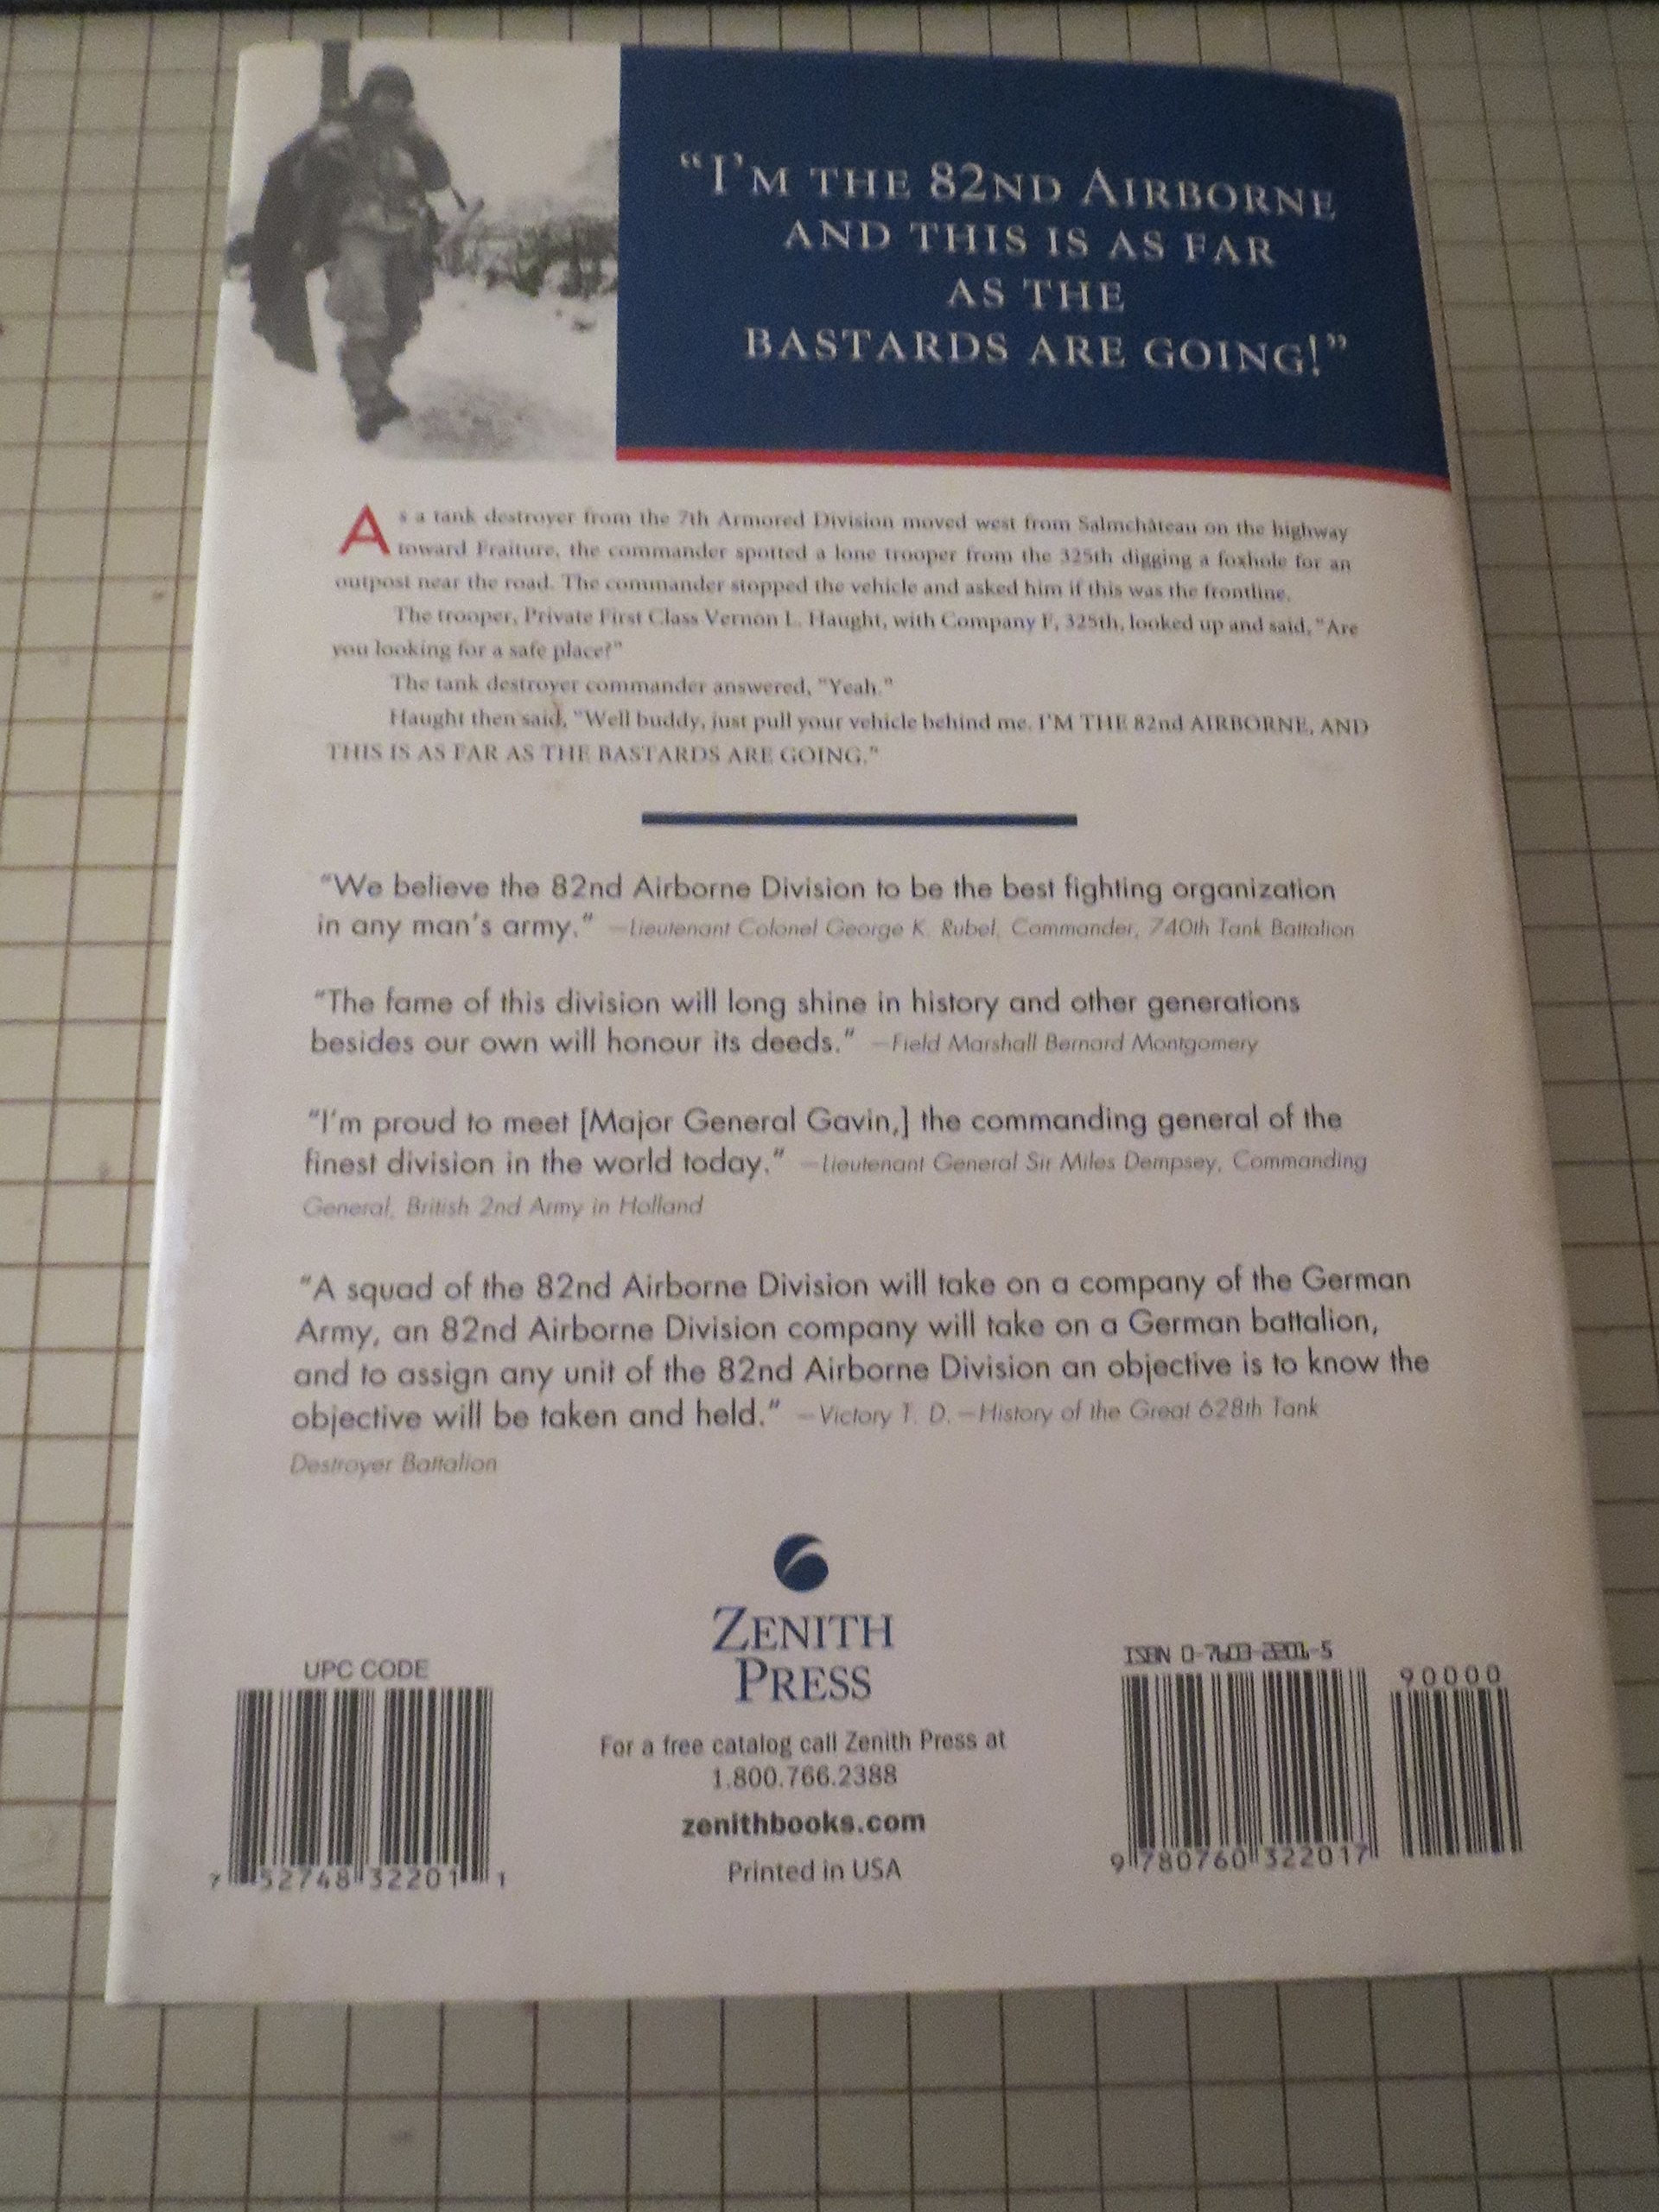 “I’M THE 82ND AIRBORNE
AND THIS IS AS FAR
AS THE
BASTARDS ARE GOING!”
As a tank destroyer from the 7th Armored Division moved west from Salmchâteau on the highway
toward Fraiture, the commander spotted a lone trooper from the 325th digging a foxhole for an
outpost near the road. The commander stopped the vehicle and asked him if this was the frontline.
The trooper, Private First Class Vernon L. Haught, with Company F, 325th, looked up and said, “Are
you looking for a safe place?”
The tank destroyer commander answered, “Yeah.”
Haught then said, “Well buddy, just pull your vehicle behind me. I’M THE 82nd AIRBORNE, AND
THIS IS AS FAR AS THE BASTARDS ARE GOING.”
“We believe the 82nd Airborne Division to be the best fighting organization
in any man’s army.” —Lieutenant Colonel George K. Rubel, Commander, 740th Tank Battalion
“The fame of this division will long shine in history and other generations
besides our own will honour its deeds.” —Field Marshall Bernard Montgomery
“I’m proud to meet [Major General Gavin,] the commanding general of the
finest division in the world today.” —Lieutenant General Sir Miles Dempsey, Commanding
General, British 2nd Army in Holland
“A squad of the 82nd Airborne Division will take on a company of the German
Army, an 82nd Airborne Division company will take on a German battalion,
and to assign any unit of the 82nd Airborne Division an objective is to know the
objective will be taken and held.” —Victory T. D.—History of the Great 628th Tank
Destroyer Battalion
ZENITH
PRESS
For a free catalog call Zenith Press at
1.800.766.2388
zenithbooks.com
Printed in USA
UPC CODE
7 52748 32201 1
ISBN 0-7603-2201-5
90000
9 780760 322017